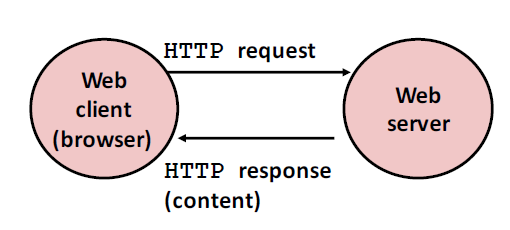 HTTP request
Web
client
(browser)
Web
server
HTTP response
(content)